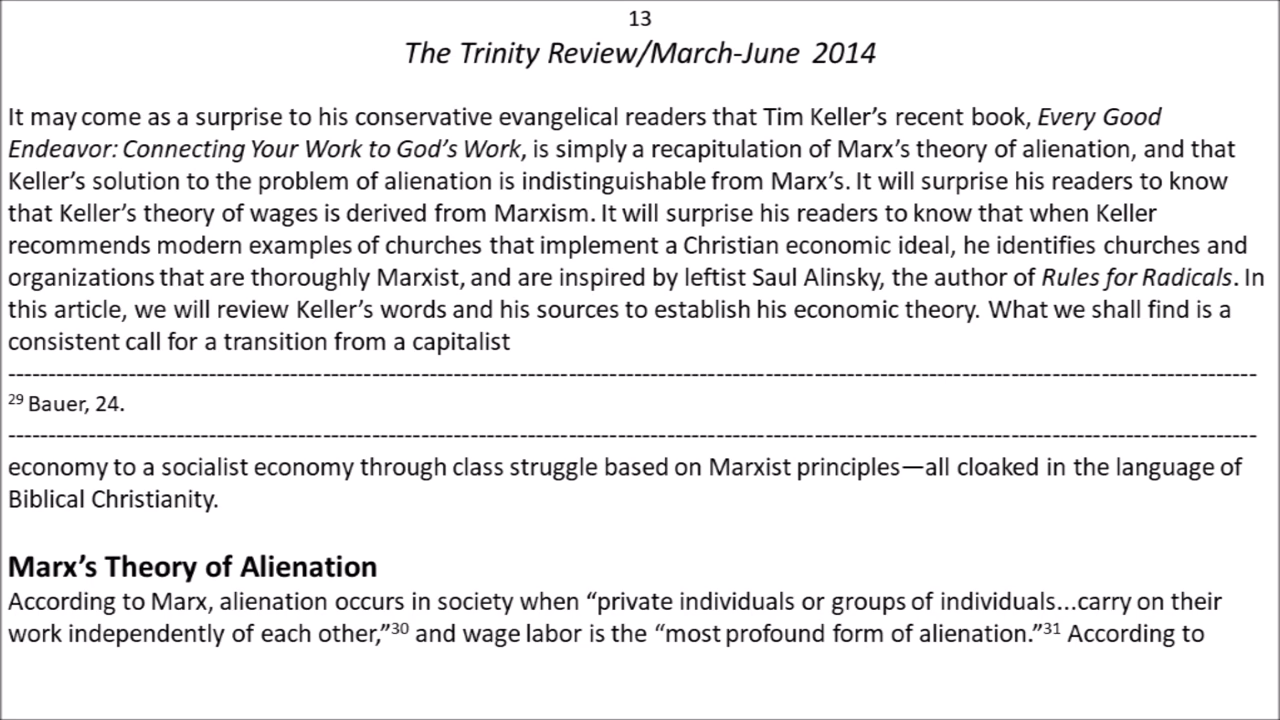 13
The Trinity Review/March-June 2014
It may come as a surprise to his conservative evangelical readers that Tim Keller’s recent book, Every Good
Endeavor: Connecting Your Work to God’s Work, is simply a recapitulation of Marx’s theory of alienation, and that
Keller’s solution to the problem of alienation is indistinguishable from Marx’s. It will surprise his readers to know
that Keller’s theory of wages is derived from Marxism. It will surprise his readers to know that when Keller
recommends modern examples of churches that implement a Christian economic ideal, he identifies churches and
organizations that are thoroughly Marxist, and are inspired by leftist Saul Alinsky, the author of Rules for Radicals. In
this article, we will review Keller’s words and his sources to establish his economic theory. What we shall find is a
consistent call for a transition from a capitalist
------------------------------------------------------------------------------------------------------------------------------------------------------------
29 Bauer, 24.
------------------------------------------------------------------------------------------------------------------------------------------------------------
economy to a socialist economy through class struggle based on Marxist principles—all cloaked in the language of
Biblical Christianity.
Marx’s Theory of Alienation
According to Marx, alienation occurs in society when “private individuals or groups of individuals...carry on their
work independently of each other,”30 and wage labor is the “most profound form of alienation.”31 According to